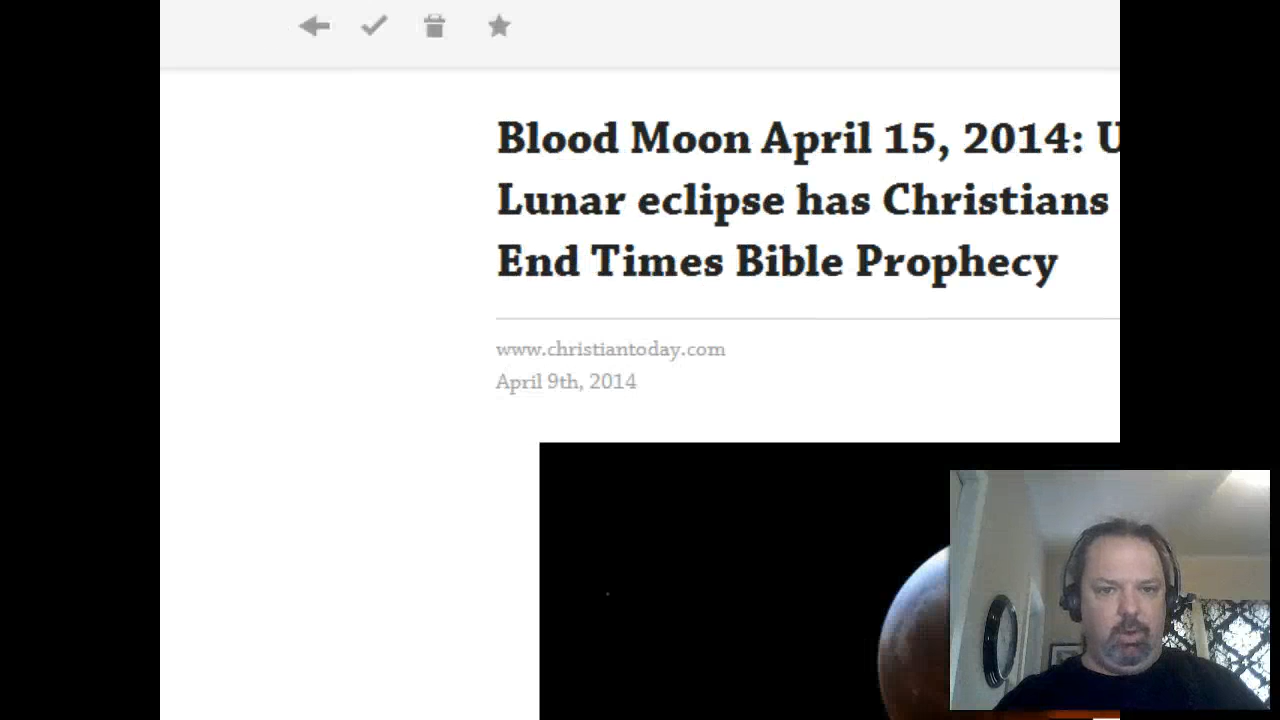 Blood Moon April 15, 2014: U
Lunar eclipse has Christians
End Times Bible Prophecy
www.christiantoday.com
April 9th, 2014